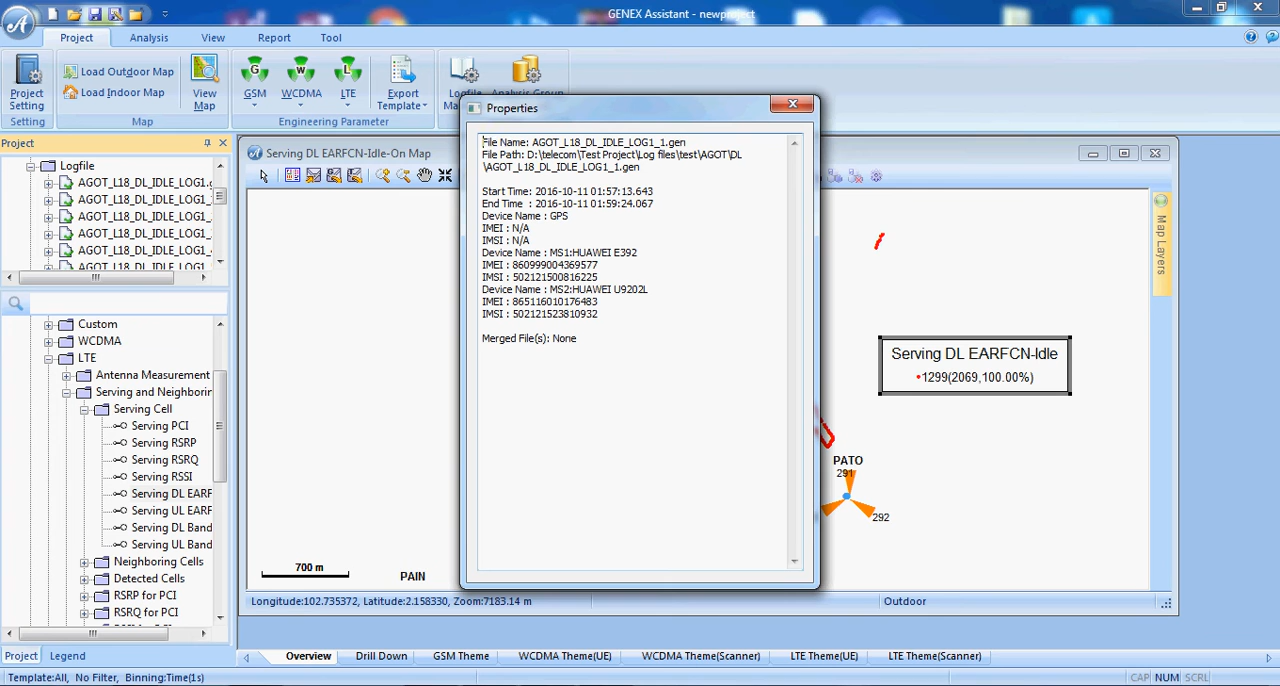 GENEX Assistant - newproject
Project
Analysis
View
Report
Tool
Project Setting
Load Outdoor Map
Load Indoor Map
View Map
GSM
WCDMA
LTE
Export Template
Setting
Map
Engineering Parameter
Project
Logfile
AGOT_L18_DL_IDLE_LOG1
AGOT_L18_DL_IDLE_LOG1_
AGOT_L18_DL_IDLE_LOG1_
AGOT_L18_DL_IDLE_LOG1_
AGOT_L18_DL_IDLE_LOG1_
Custom
WCDMA
LTE
Antenna Measurement
Serving and Neighborin
Serving Cell
Serving PCI
Serving RSRP
Serving RSRQ
Serving RSSI
Serving DL EARF
Serving UL EARF
Serving DL Band
Serving UL Band
Neighboring Cells
Detected Cells
RSRP for PCI
RSRQ for PCI
Project
Legend
Serving DL EARFCN-Idle-On Map
Properties
File Name: AGOT_L18_DL_IDLE_LOG1_1.gen
File Path: D:\telecom\Test Project\Log files\test\AGOT\DL
\AGOT_L18_DL_IDLE_LOG1_1.gen
Start Time: 2016-10-11 01:57:13.643
End Time : 2016-10-11 01:59:24.067
Device Name : GPS
IMEI : N/A
IMSI : N/A
Device Name : MS1:HUAWEI E392
IMEI : 860999004369577
IMSI : 502121500816225
Device Name : MS2:HUAWEI U9202L
IMEI : 865116010176483
IMSI : 502121523810932
Merged File(s): None
Map Layers
Serving DL EARFCN-Idle
1299(2069,100.00%)
PATO
291
292
700 m
PAIN
Longitude:102.735372, Latitude:2.158330, Zoom:7183.14 m
Outdoor
Overview
Drill Down
GSM Theme
WCDMA Theme(UE)
WCDMA Theme(Scanner)
LTE Theme(UE)
LTE Theme(Scanner)
Template:All, No Filter, Binning:Time(1s)
CAP
NUM
SCRL